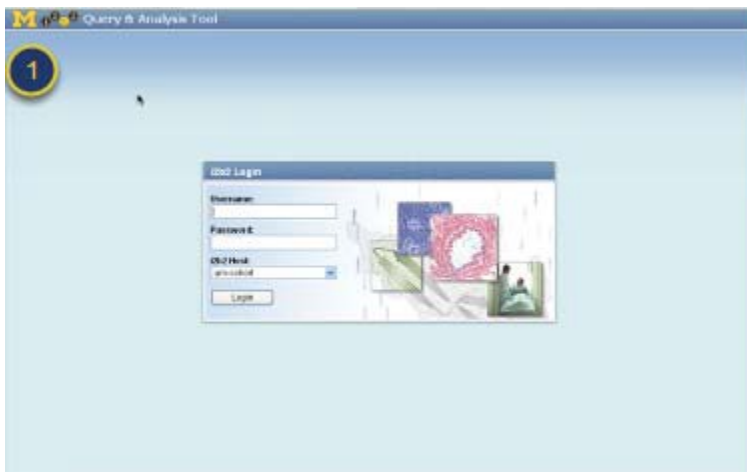 M Query & Analysis Tool
1
i2b2 Login
Username:
Password:
i2b2 Host:
Login